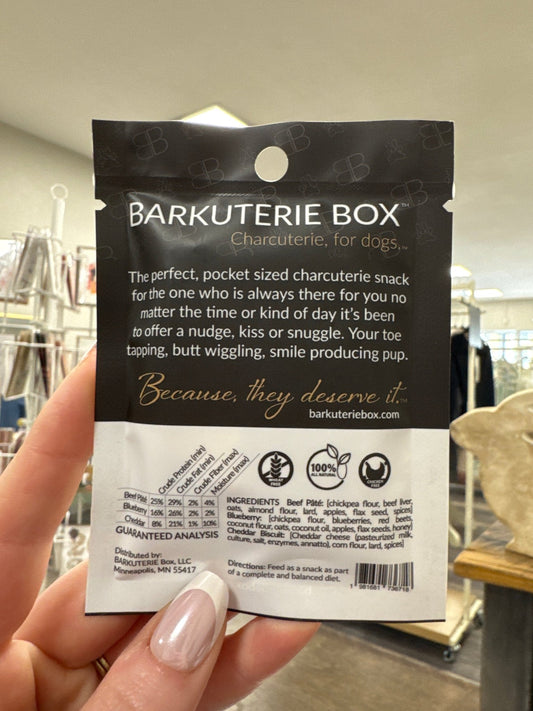 BARKUTERIE BOX™
Charcuterie, for dogs.™
The perfect, pocket sized charcuterie snack
for the one who is always there for you no
matter the time or kind of day it's been
to offer a nudge, kiss or snuggle. Your toe
tapping, butt wiggling, smile producing pup.
Because, they deserve it.™
barkuteriebox.com
Crude Protein (min)
Crude Fat (min)
Crude Fiber (max)
Moisture (max)
Beef Pâté 25% 29% 2% 4%
Blueberry 16% 26% 2% 2%
Cheddar 8% 21% 1% 10%
GUARANTEED ANALYSIS
Distributed by:
BARKUTERIE Box, LLC
Minneapolis, MN 55417
WHEAT
FREE
100%
ALL NATURAL
CHICKEN
FREE
INGREDIENTS Beef Pâté: [chickpea flour, beef liver,
oats, almond flour, lard, apples, flax seed, spices]
Blueberry: [chickpea flour, blueberries, red beets,
coconut flour, oats, coconut oil, apples, flax seeds, honey]
Cheddar Biscuit: [Cheddar cheese (pasteurized milk,
culture, salt, enzymes, annatto), corn flour, lard, spices]
Directions: Feed as a snack as part
of a complete and balanced diet.
1 981681 736718